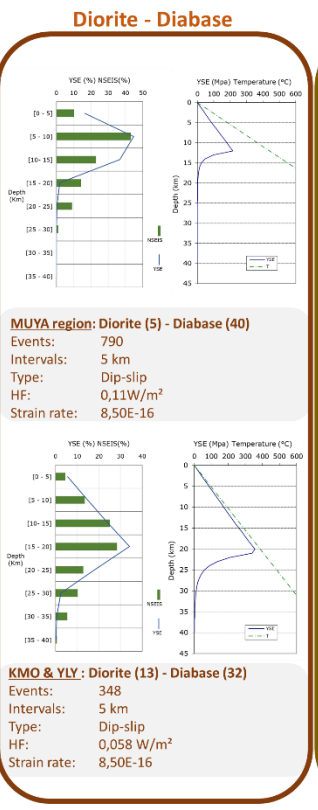 Diorite - Diabase
YSE (%) NSEIS(%)
0 10 20 30 40 50
[0 - 5]
[5 - 10]
[10- 15]
[15 - 20]
Depth
(Km)
[20 - 25]
[25 - 30]
[30 - 35]
[35 - 40]
NSEIS
YSE
YSE (Mpa) Temperature (°C)
0 100 200 300 400 500 600
0
5
10
15
20
25
30
35
40
45
Depth (km)
YSE
T
MUYA region: Diorite (5) - Diabase (40)
Events: 790
Intervals: 5 km
Type: Dip-slip
HF: 0,11W/m²
Strain rate: 8,50E-16
YSE (%) NSEIS(%)
0 10 20 30 40
[0 - 5]
[5 - 10]
[10- 15]
[15 - 20]
Depth
(Km)
[20 - 25]
[25 - 30]
[30 - 35]
[35 - 40]
NSEIS
YSE
YSE (Mpa) Temperature (°C)
0 100 200 300 400 500 600
0
5
10
15
20
25
30
35
40
45
Depth (km)
YSE
T
KMO & YLY : Diorite (13) - Diabase (32)
Events: 348
Intervals: 5 km
Type: Dip-slip
HF: 0,058 W/m²
Strain rate: 8,50E-16